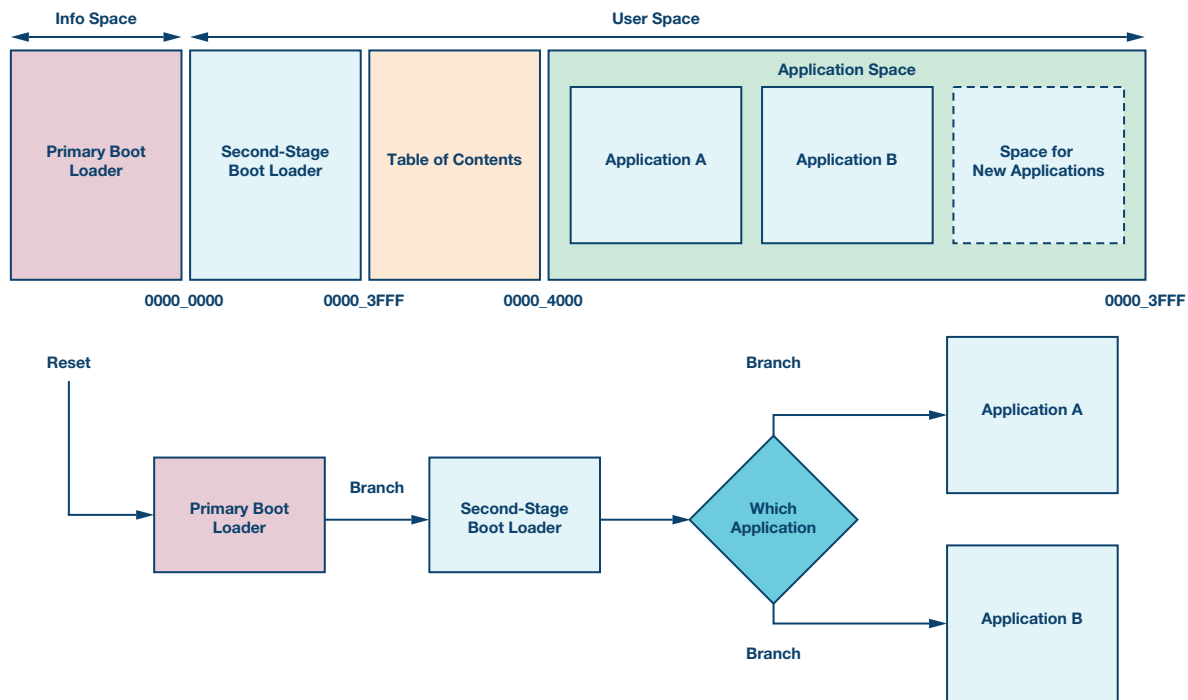 Info Space
User Space
Application Space
Primary Boot
Loader
Second-Stage
Boot Loader
Table of Contents
Application A
Application B
Space for
New Applications
0000_0000
0000_3FFF
0000_4000
0000_3FFF
Reset
Branch
Application A
Primary Boot
Loader
Branch
Second-Stage
Boot Loader
Which
Application
Application B
Branch